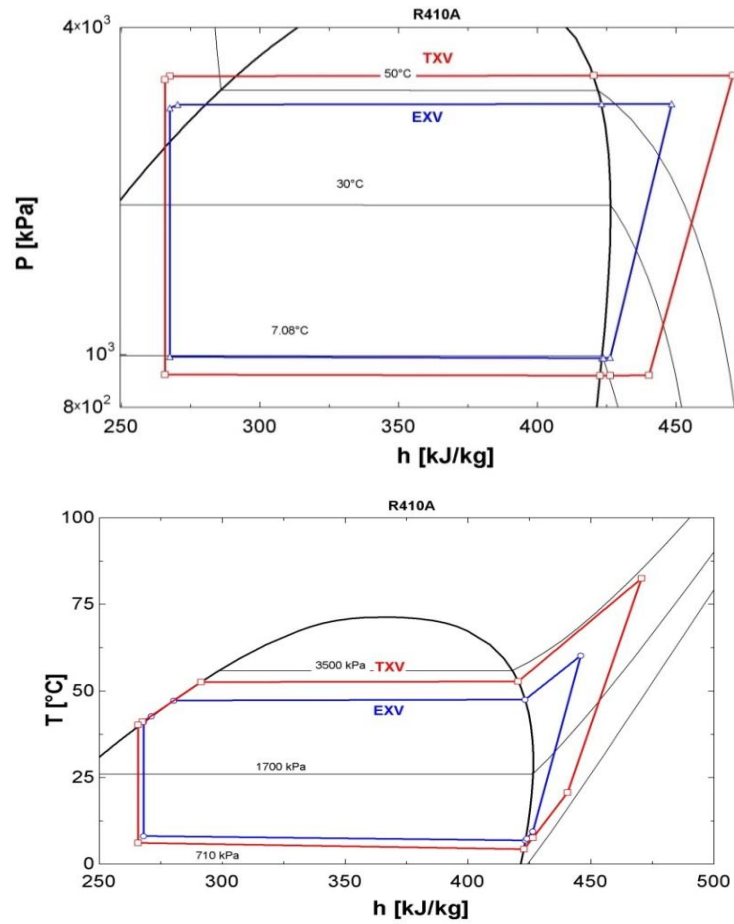 R410A
4×10³
TXV
50°C
EXV
30°C
P [kPa]
7.08°C
10³
8×10²
250
300
350
400
450
h [kJ/kg]
R410A
100
75
3500 kPa
TXV
50
EXV
T [°C]
25
1700 kPa
0
710 kPa
250
300
350
400
450
500
h [kJ/kg]